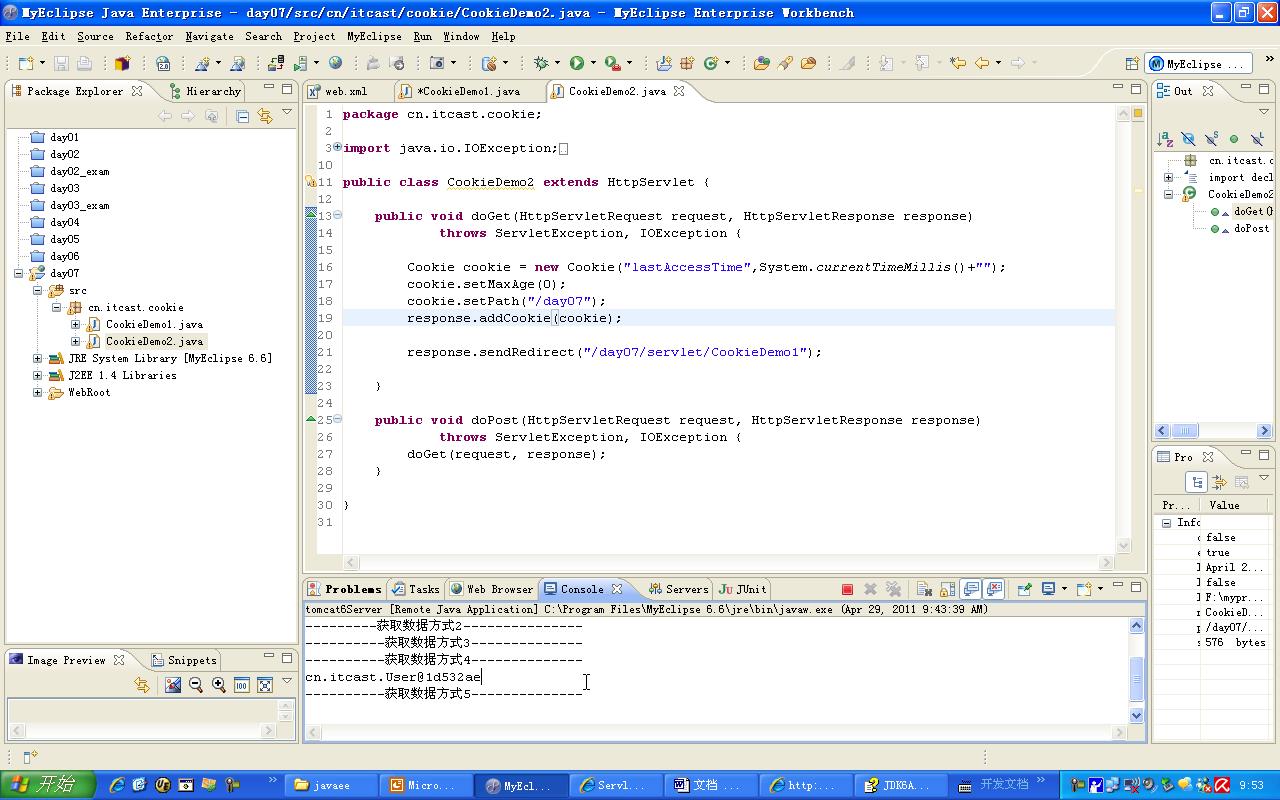 MyEclipse Java Enterprise - day07/src/cn/itcast/cookie/CookieDemo2.java - MyEclipse Enterprise Workbench
File Edit Source Refactor Navigate Search Project MyEclipse Run Window Help
MyEclipse ...
Package Explorer Hierarchy
day01
day02
day02_exam
day03
day03_exam
day04
day05
day06
day07
src
cn.itcast.cookie
CookieDemo1.java
CookieDemo2.java
JRE System Library [MyEclipse 6.6]
J2EE 1.4 Libraries
WebRoot
Image Preview Snippets
web.xml *CookieDemo1.java CookieDemo2.java
1 package cn.itcast.cookie;
2
3 import java.io.IOException;
10
11 public class CookieDemo2 extends HttpServlet {
12
13 public void doGet(HttpServletRequest request, HttpServletResponse response)
14 throws ServletException, IOException {
15
16 Cookie cookie = new Cookie("lastAccessTime",System.currentTimeMillis()+"");
17 cookie.setMaxAge(0);
18 cookie.setPath("/day07");
19 response.addCookie(cookie);
20
21 response.sendRedirect("/day07/servlet/CookieDemo1");
22
23 }
24
25 public void doPost(HttpServletRequest request, HttpServletResponse response)
26 throws ServletException, IOException {
27 doGet(request, response);
28 }
29
30 }
31
Out
cn.itcast.c
import decl
CookieDemo2
doGet(H
doPost
Pro
Pr... Value
Info
false
true
April 2...
false
F:\mypr...
CookieD...
/day07/...
576 bytes
Problems Tasks Web Browser Console Servers JUnit
tomcat6Server [Remote Java Application] C:\Program Files\MyEclipse 6.6\jre\bin\javaw.exe (Apr 29, 2011 9:43:39 AM)
---------获取数据方式2---------------
----------获取数据方式3--------------
----------获取数据方式4--------------
cn.itcast.User@1d532ae
----------获取数据方式5--------------
开始 javaee Micro... MyEcl... Servl... 文档 ... http:... JDK6A... 开发文档 9:53